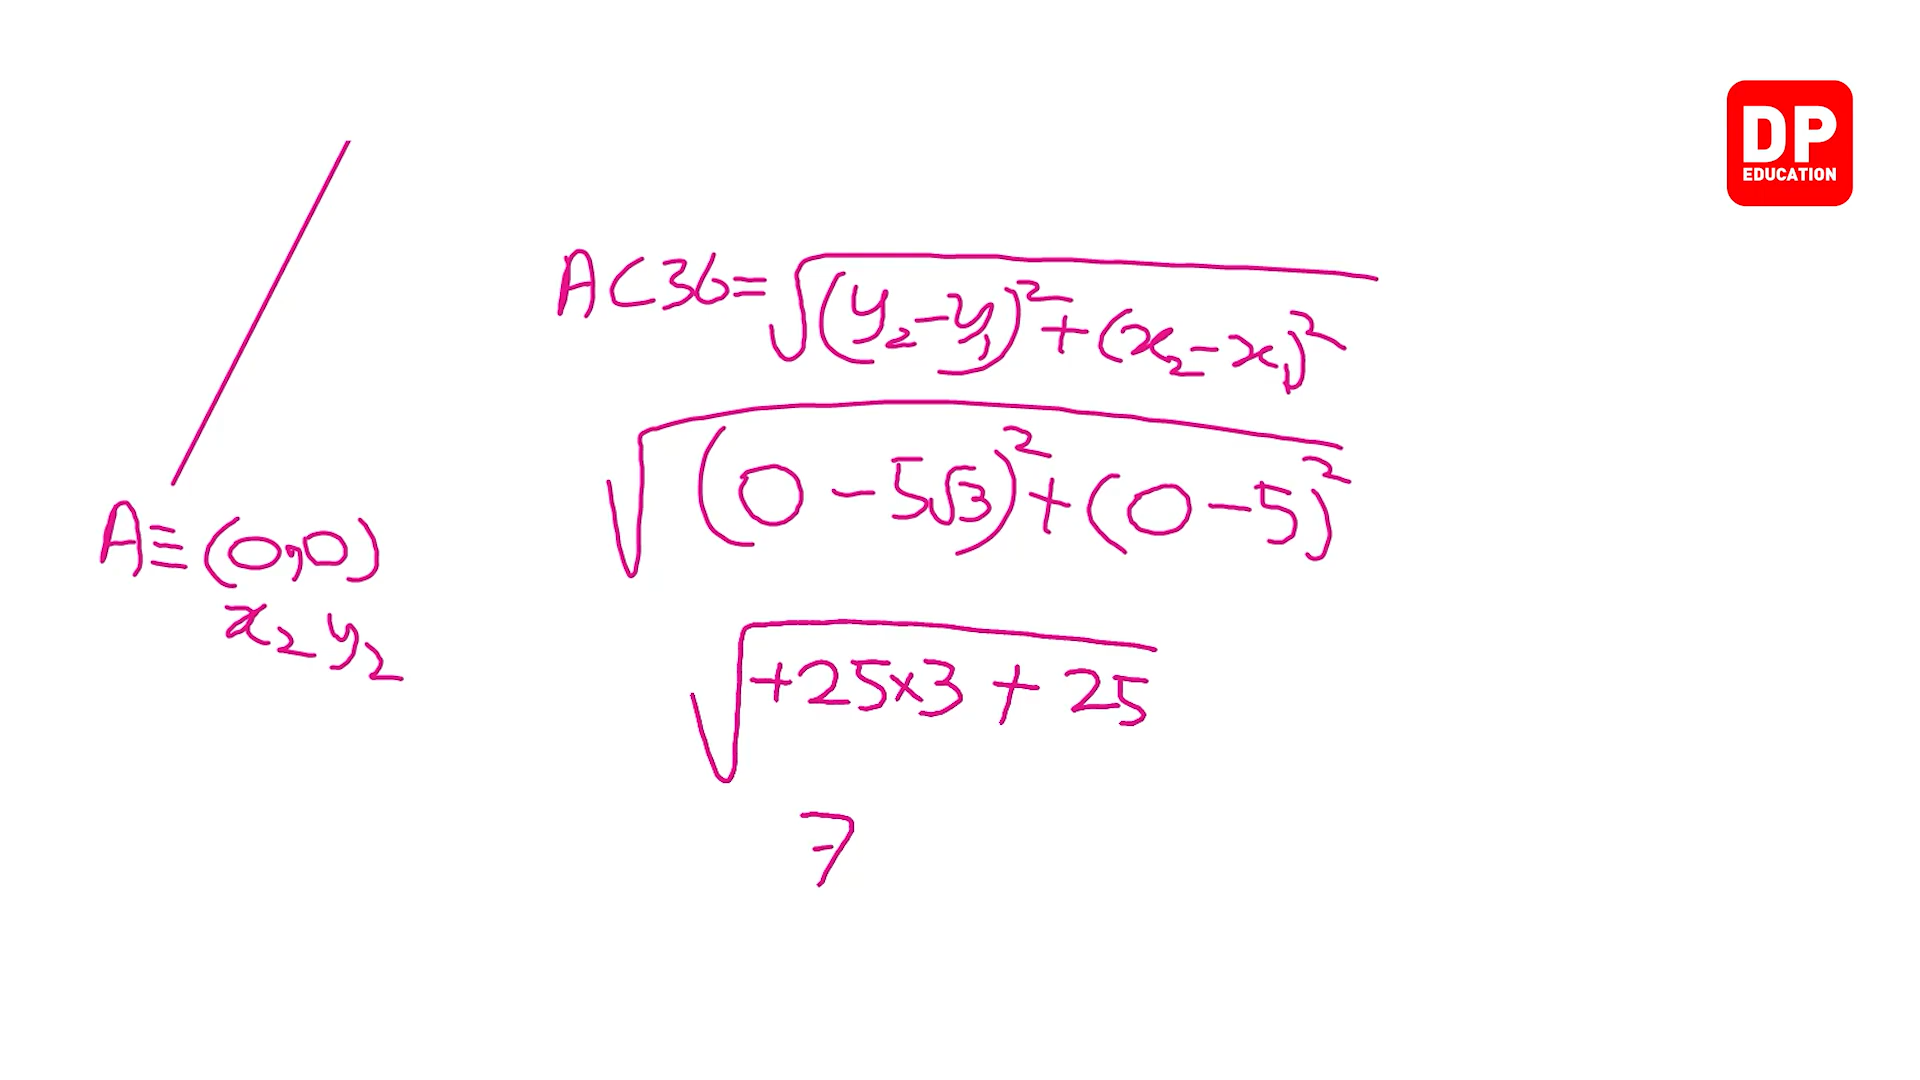 DP
EDUCATION
AC36=√(y₂-y₁)²+(x₂-x₁)²
√(0-5√3)²+(0-5)²
A≡(0,0)
x₂ y₂
√+25×3+25
7